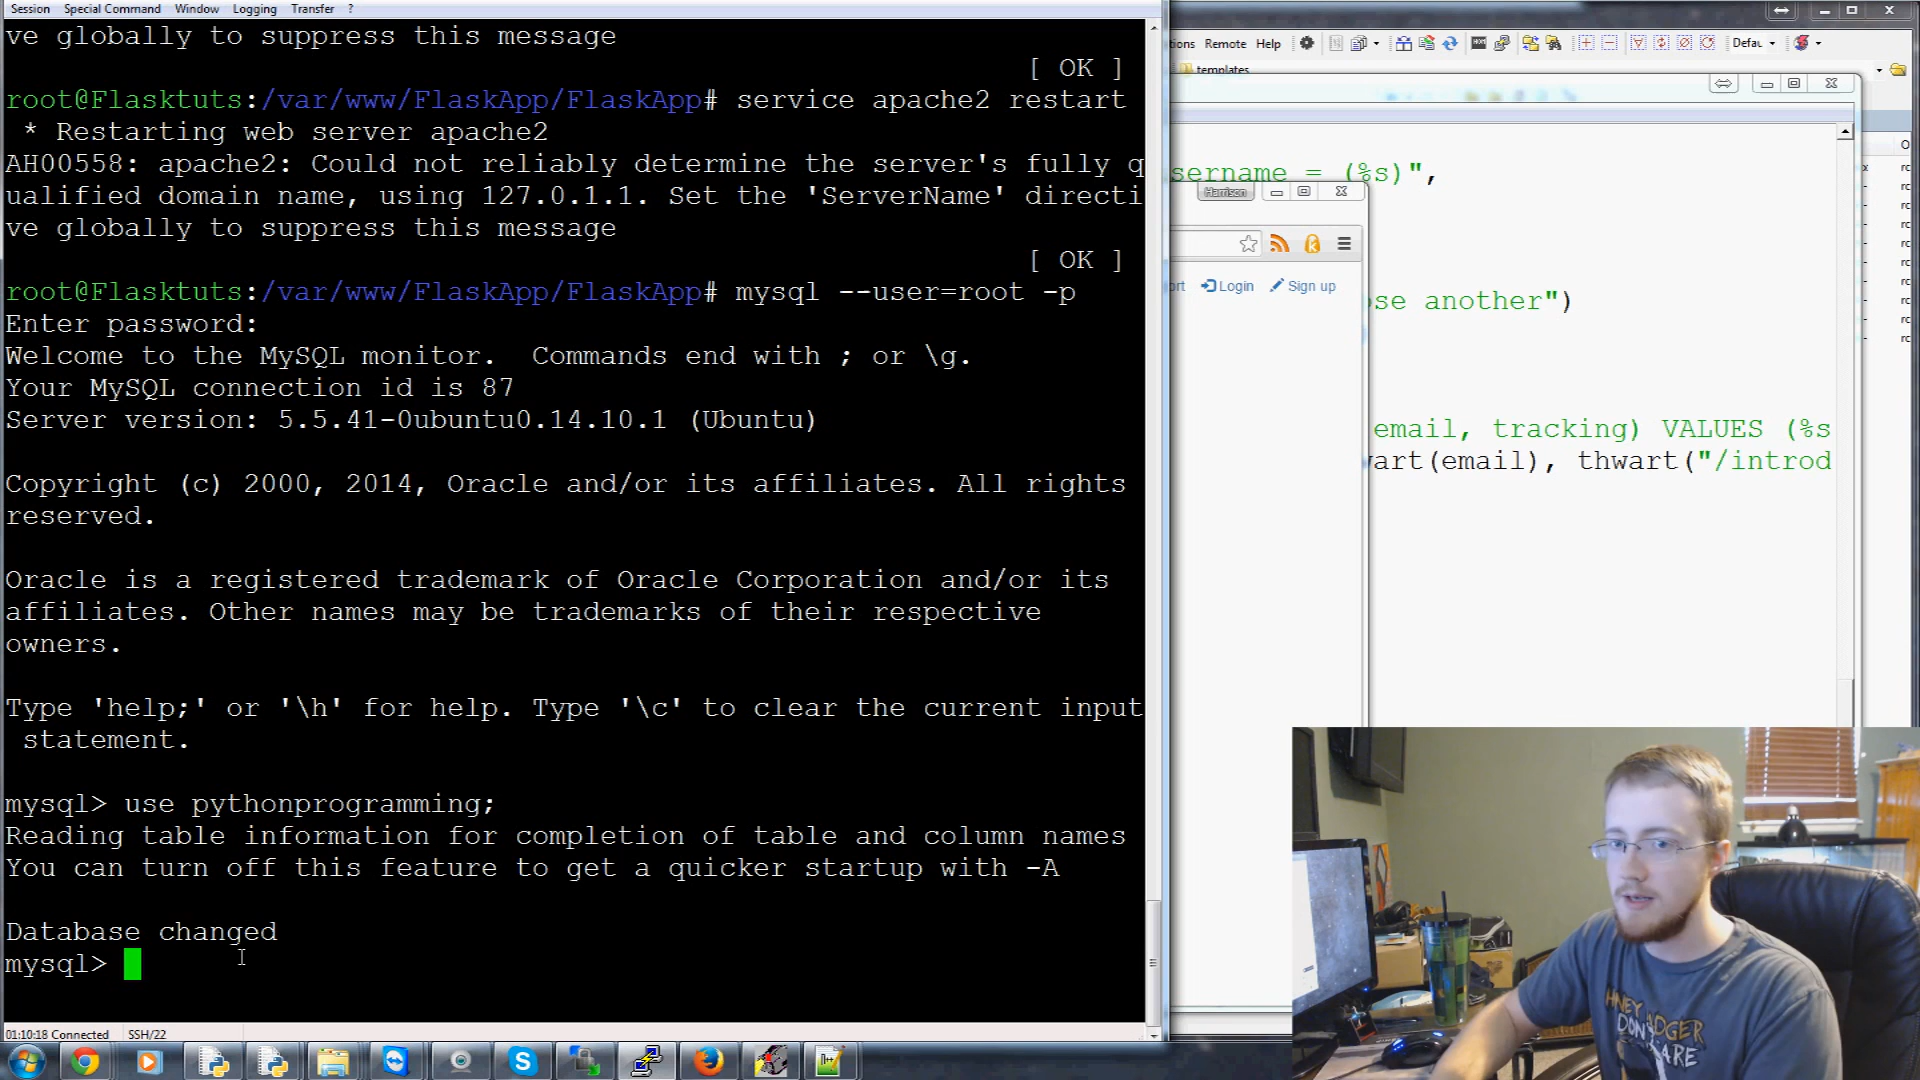 Session Special Command Window Logging Transfer ?
ve globally to suppress this message
[ OK ]
root@Flasktuts:/var/www/FlaskApp/FlaskApp# service apache2 restart
* Restarting web server apache2
AH00558: apache2: Could not reliably determine the server's fully q
ualified domain name, using 127.0.1.1. Set the 'ServerName' directi
ve globally to suppress this message
[ OK ]
root@Flasktuts:/var/www/FlaskApp/FlaskApp# mysql --user=root -p
Enter password:
Welcome to the MySQL monitor.  Commands end with ; or \g.
Your MySQL connection id is 87
Server version: 5.5.41-0ubuntu0.14.10.1 (Ubuntu)
Copyright (c) 2000, 2014, Oracle and/or its affiliates. All rights
reserved.
Oracle is a registered trademark of Oracle Corporation and/or its
affiliates. Other names may be trademarks of their respective
owners.
Type 'help;' or '\h' for help. Type '\c' to clear the current input
statement.
mysql> use pythonprogramming;
Reading table information for completion of table and column names
You can turn off this feature to get a quicker startup with -A
Database changed
mysql>
01:10:18 Connected SSH/22
tions Remote Help Defau
templates
sername = (%s)",
Harrison
ort Login Sign up
ose another")
email, tracking) VALUES (%s
wart(email), thwart("/introd
HNEY BADGER
DON'T